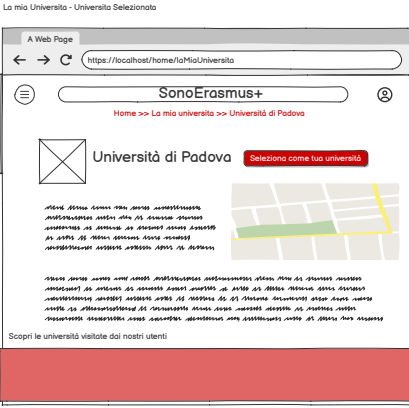 La mia Universita - Universita Selezionata
A Web Page
https://localhost/home/laMiaUniversita
SonoErasmus+
Home >> La mia universita >> Università di Padova
Università di Padova
Seleziona come tua università
Scopri le università visitate dai nostri utenti